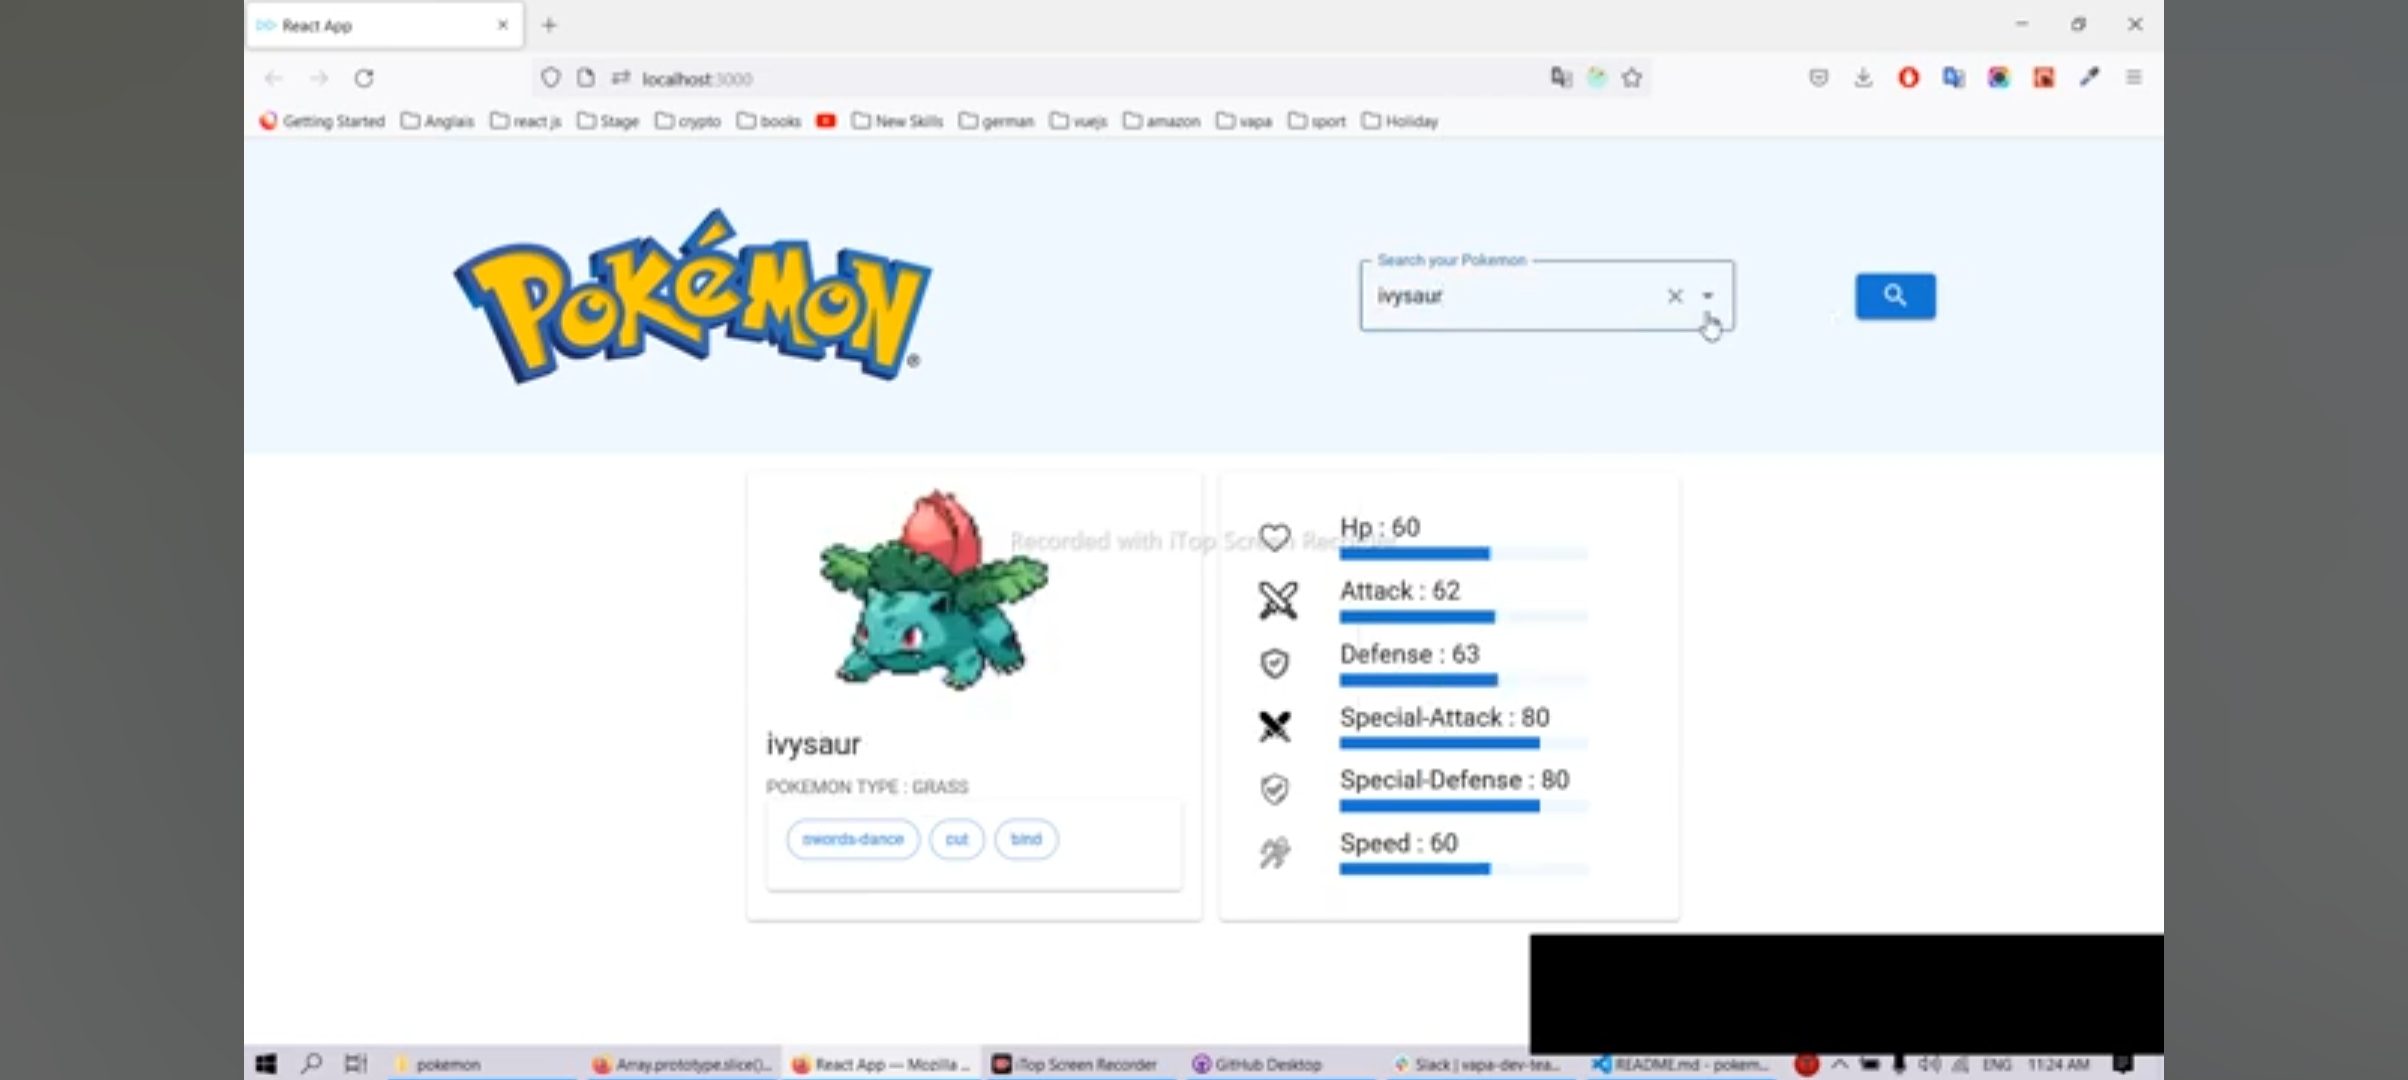 React App
localhost:3000
Getting Started Anglais react js Stage crypto books New Skills german vuejs amazon vapa sport Holiday
POKéMON ®
Search your Pokemon
ivysaur
Recorded with iTop Screen Recorder
Hp : 60
Attack : 62
Defense : 63
Special-Attack : 80
Special-Defense : 80
Speed : 60
ivysaur
POKEMON TYPE : GRASS
swords-dance cut bind
pokemon Array.prototype.slice()... React App — Mozilla ... iTop Screen Recorder GitHub Desktop Slack | vapa-dev-tea... README.md - pokem... ENG 11:24 AM